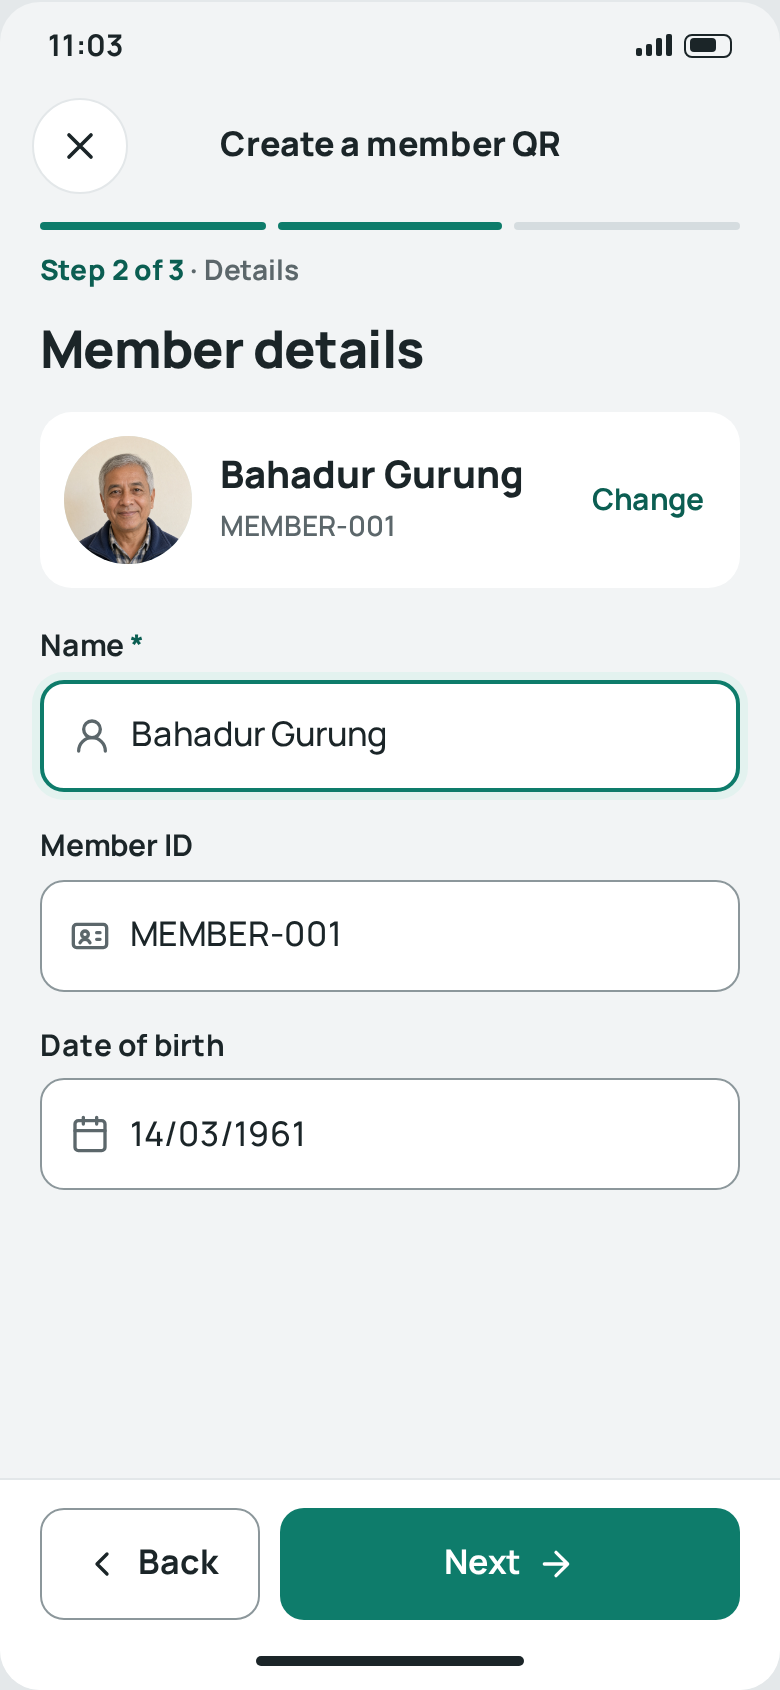 11:03
Create a member QR
Step 2 of 3 · Details
Member details
Bahadur Gurung
MEMBER-001
Change
Name *
Bahadur Gurung
Member ID
MEMBER-001
Date of birth
14/03/1961
Back
Next